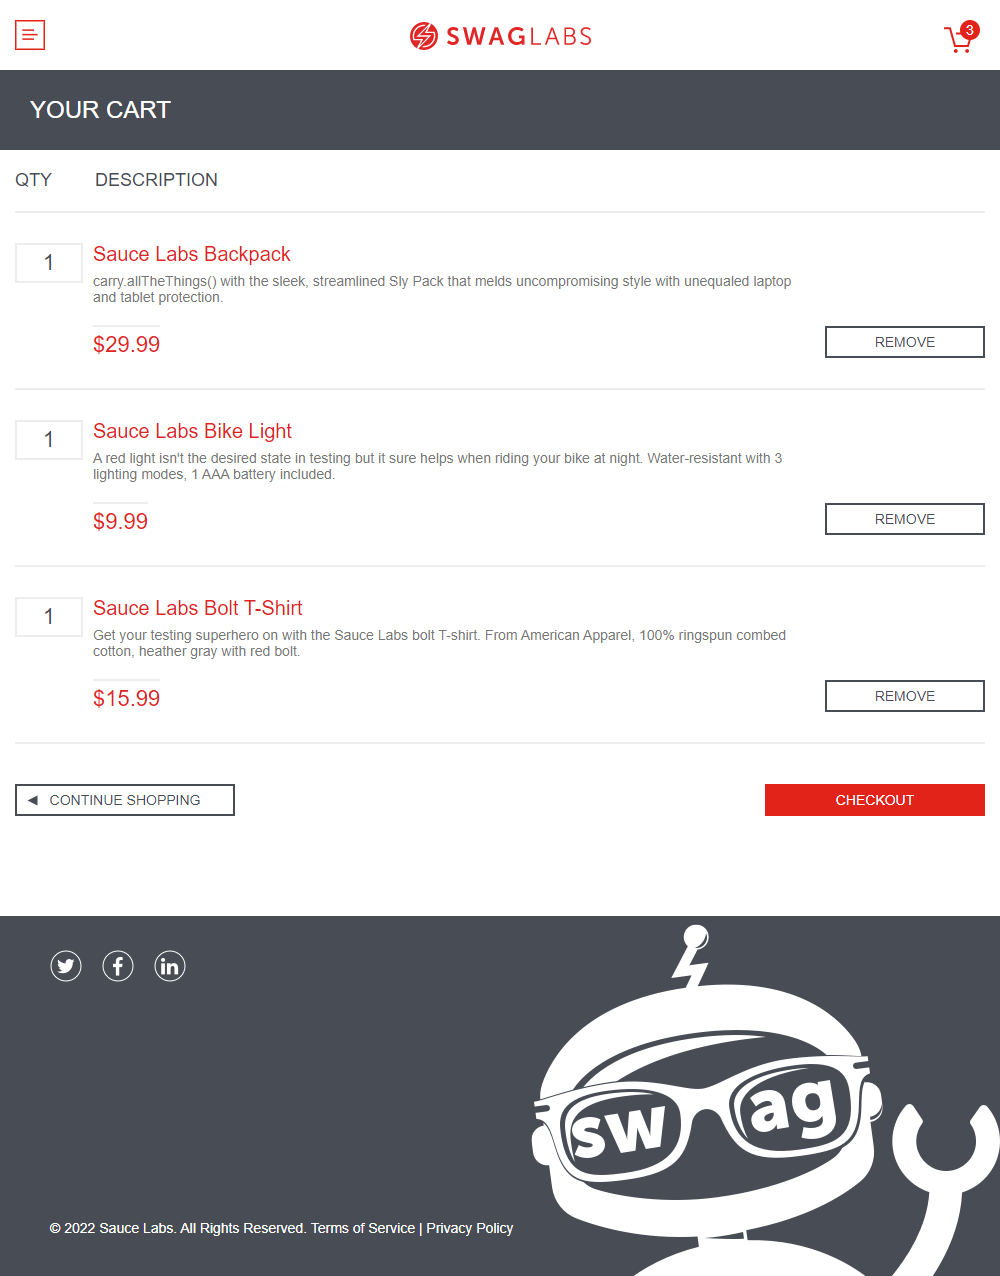 SWAGLABS
3
YOUR CART
QTY DESCRIPTION
1
Sauce Labs Backpack
carry.allTheThings() with the sleek, streamlined Sly Pack that melds uncompromising style with unequaled laptop
and tablet protection.
$29.99
REMOVE
1
Sauce Labs Bike Light
A red light isn't the desired state in testing but it sure helps when riding your bike at night. Water-resistant with 3
lighting modes, 1 AAA battery included.
$9.99
REMOVE
1
Sauce Labs Bolt T-Shirt
Get your testing superhero on with the Sauce Labs bolt T-shirt. From American Apparel, 100% ringspun combed
cotton, heather gray with red bolt.
$15.99
REMOVE
CONTINUE SHOPPING
CHECKOUT
swag
© 2022 Sauce Labs. All Rights Reserved. Terms of Service | Privacy Policy